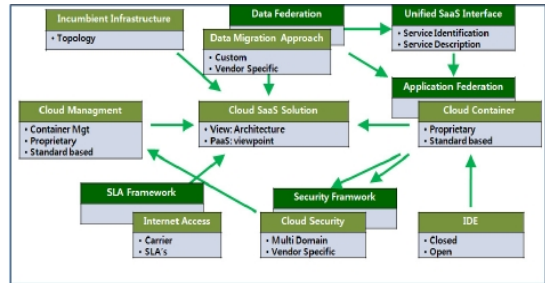 Incumbient Infrastructure
• Topology
Data Federation
Data Migration Approach
• Custom
• Vendor Specific
Unified SaaS Interface
• Service Identification
• Service Description
Application Federation
Cloud Managment
• Container Mgt
• Proprietary
• Standard based
Cloud SaaS Solution
• View: Architecture
• PaaS: viewpoint
Cloud Container
• Proprietary
• Standard based
SLA Framework
Internet Access
• Carrier
• SLA's
Security Framwork
Cloud Security
• Multi Domain
• Vendor Specific
IDE
• Closed
• Open